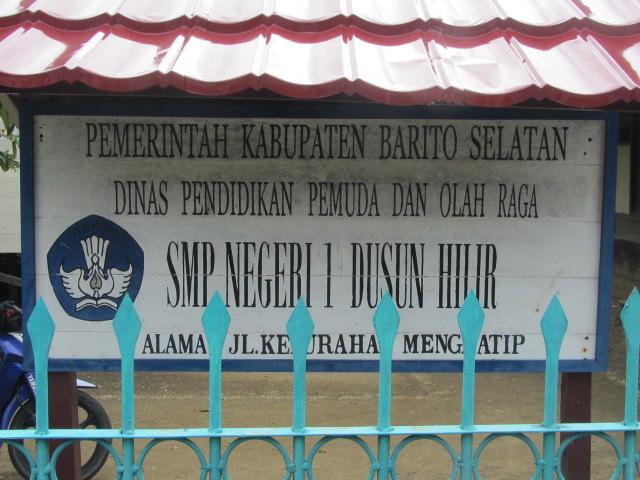 PEMERINTAH KABUPATEN BARITO SELATAN
DINAS PENDIDIKAN PEMUDA DAN OLAH RAGA
SMP NEGERI 1 DUSUN HILIR
JL.